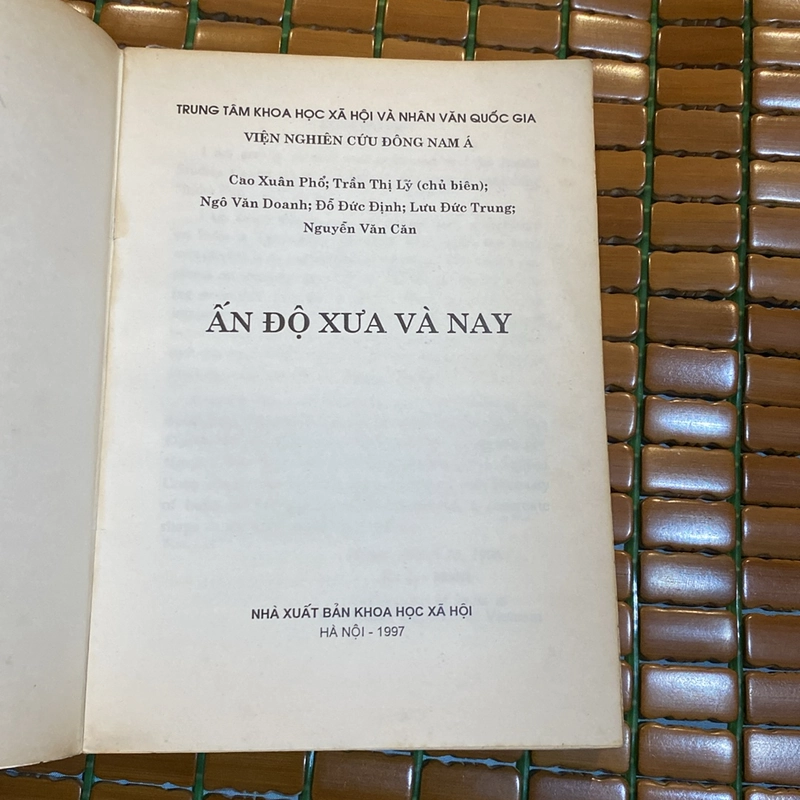 TRUNG TÂM KHOA HỌC XÃ HỘI VÀ NHÂN VĂN QUỐC GIA
VIỆN NGHIÊN CỨU ĐÔNG NAM Á
Cao Xuân Phổ; Trần Thị Lý (chủ biên);
Ngô Văn Doanh; Đỗ Đức Định; Lưu Đức Trung;
Nguyễn Văn Căn
ẤN ĐỘ XƯA VÀ NAY
NHÀ XUẤT BẢN KHOA HỌC XÃ HỘI
HÀ NỘI - 1997